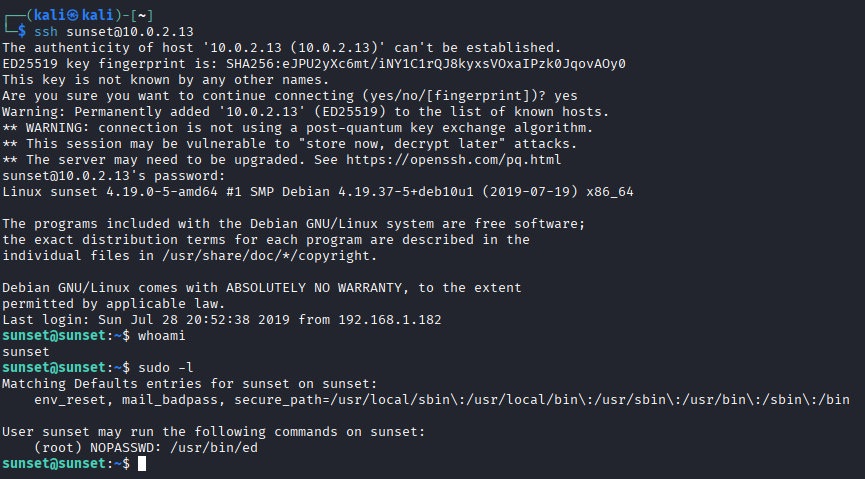 ┌──(kali㉿kali)-[~]
└─$ ssh sunset@10.0.2.13
The authenticity of host '10.0.2.13 (10.0.2.13)' can't be established.
ED25519 key fingerprint is: SHA256:eJPU2yXc6mt/iNY1C1rQJ8kyxsVOxaIPzk0JqovAOy0
This key is not known by any other names.
Are you sure you want to continue connecting (yes/no/[fingerprint])? yes
Warning: Permanently added '10.0.2.13' (ED25519) to the list of known hosts.
** WARNING: connection is not using a post-quantum key exchange algorithm.
** This session may be vulnerable to "store now, decrypt later" attacks.
** The server may need to be upgraded. See https://openssh.com/pq.html
sunset@10.0.2.13's password:
Linux sunset 4.19.0-5-amd64 #1 SMP Debian 4.19.37-5+deb10u1 (2019-07-19) x86_64

The programs included with the Debian GNU/Linux system are free software;
the exact distribution terms for each program are described in the
individual files in /usr/share/doc/*/copyright.

Debian GNU/Linux comes with ABSOLUTELY NO WARRANTY, to the extent
permitted by applicable law.
Last login: Sun Jul 28 20:52:38 2019 from 192.168.1.182
sunset@sunset:~$ whoami
sunset
sunset@sunset:~$ sudo -l
Matching Defaults entries for sunset on sunset:
    env_reset, mail_badpass, secure_path=/usr/local/sbin\:/usr/local/bin\:/usr/sbin\:/usr/bin\:/sbin\:/bin

User sunset may run the following commands on sunset:
    (root) NOPASSWD: /usr/bin/ed
sunset@sunset:~$